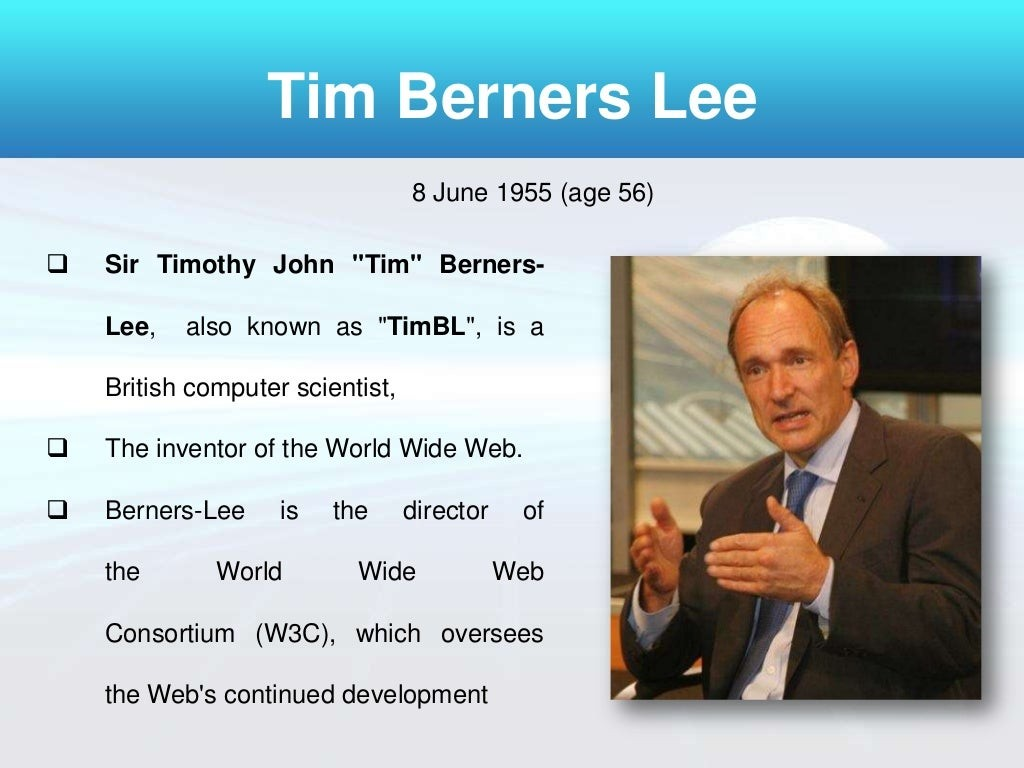 Tim Berners Lee
8 June 1955 (age 56)
Sir Timothy John "Tim" Berners-
Lee, also known as "TimBL", is a
British computer scientist,
The inventor of the World Wide Web.
Berners-Lee is the director of
the World Wide Web
Consortium (W3C), which oversees
the Web's continued development